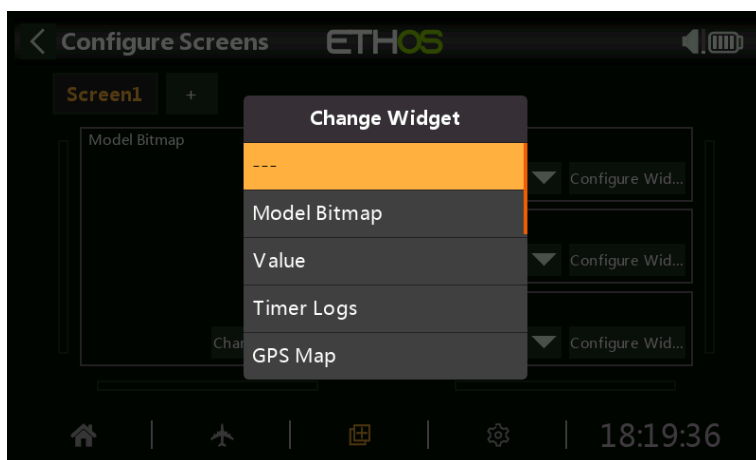 Configure Screens ETHOS
Screen1 +
Change Widget
Model Bitmap
---
Configure Wid...
Model Bitmap
Value
Configure Wid...
Timer Logs
Configure Wid...
GPS Map
18:19:36